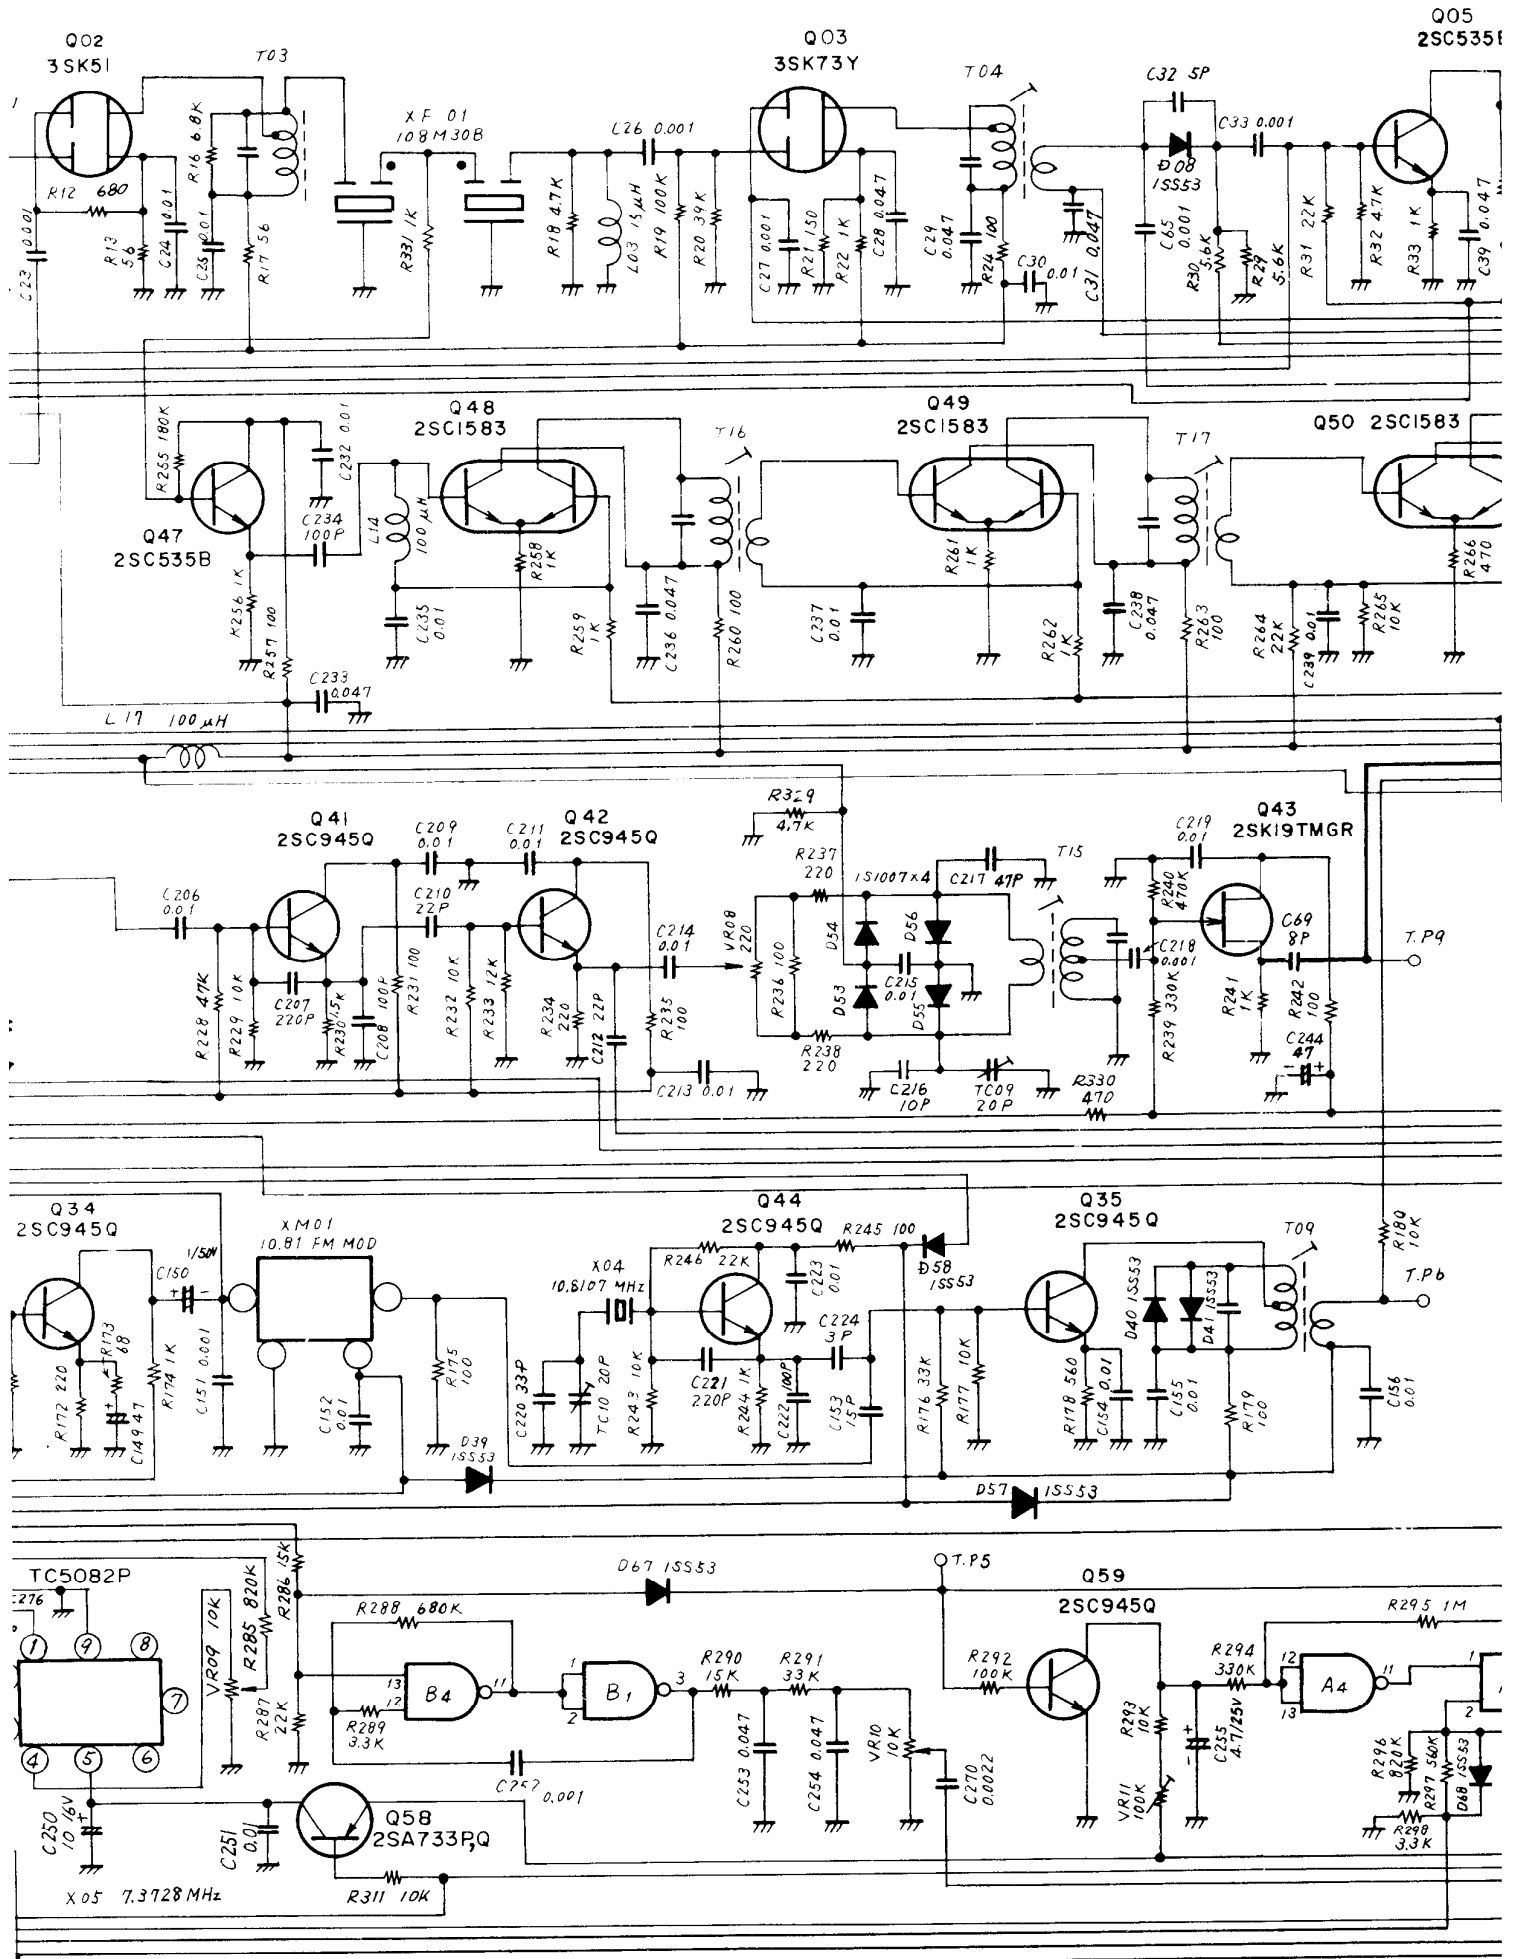 Q02
3SK51
T03
R16 6.8K
R12 680
C23 0.001
R13
56
C24 0.01
C25 0.01
R17 56
XF 01
108M30B
R331 1K
R18 4.7K
L03 15μH
C26 0.001
R19 100K
R20 39K
Q03
3SK73Y
C27 0.001
R21 150
R22 1K
C28 0.047
T04
C29
0.047
R24 100
C30
0.01
C31 0.047
C32 5P
D08
1SS53
C65
0.001
C33 0.001
R30
5.6K
R29
5.6K
R31 22K
R32 4.7K
R33 1K
C39 0.047
Q05
2SC535B
R255 180K
Q47
2SC535B
C232 0.01
R256 1K
R257 100
C233
0.047
C234
100P
L14
100μH
C235
0.01
Q48
2SC1583
R258
1K
R259
1K
T16
C236 0.047
R260 100
C237
0.01
Q49
2SC1583
R261
1K
R262
1K
T17
C238
0.047
R263
100
R264
22K
C239 0.01
R265
10K
Q50 2SC1583
R266
470
L17 100μH
Q41
2SC945Q
C206
0.01
R228 47K
R229 10K
C207
220P
R230 1.5K
C208 100P
R231 100
C209
0.01
C210
22P
C211
0.01
R232 10K
R233 12K
Q42
2SC945Q
R234
220
C212 22P
C214
0.01
R235
100
C213 0.01
VR08
220
R329
4.7K
R237
220
R236 100
R238
220
1S1007X4
D54
D56
D53
D55
C215
0.01
C217 47P
C216
10P
TC09
20P
T15
C218
0.001
R240
470K
R239 330K
R330
470
C219
0.01
Q43
2SK19TMGR
R241
1K
C69
8P
R242
100
C244
47
T.P9
Q34
2SC945Q
R172 220
R173
68
C149 47
1/50V
C150
R174 1K
C151 0.001
XM01
10.81 FM MOD
C152
0.01
R175
100
D39
1SS53
X04
10.8107 MHz
C220 33P
TC10 20P
R243 10K
R246 22K
Q44
2SC945Q
C221
220P
R244 1K
C222 100P
C223
0.01
R245 100
C224
3P
C153
15P
D58
1SS53
R176 33K
R177 10K
Q35
2SC945Q
R178 560
C154 0.01
D40 1SS53
D41 1SS53
C155
0.01
R179
100
T09
R180
10K
T.P6
C156
0.01
D57 1SS53
TC5082P
C276
1
9
8
7
4
5
6
VR09 10K
R285 820K
R286 15K
R287
22K
C250
10/16V
C251
0.01
X05 7.3728MHz
R288 680K
13
12
B4
11
R289
3.3K
1
2
B1
3
C252 0.001
Q58
2SA733P,Q
R311 10K
D67 1SS53
R290
15K
R291
33K
C253 0.047
C254 0.047
VR10
10K
C270
0.0022
T.P5
R292
100K
Q59
2SC945Q
R293
10K
VR11
100K
C255
4.7/25V
R294
330K
12
13
A4
11
R295 1M
1
2
R296
820K
R297 560K
D68 1SS53
R298
3.3K